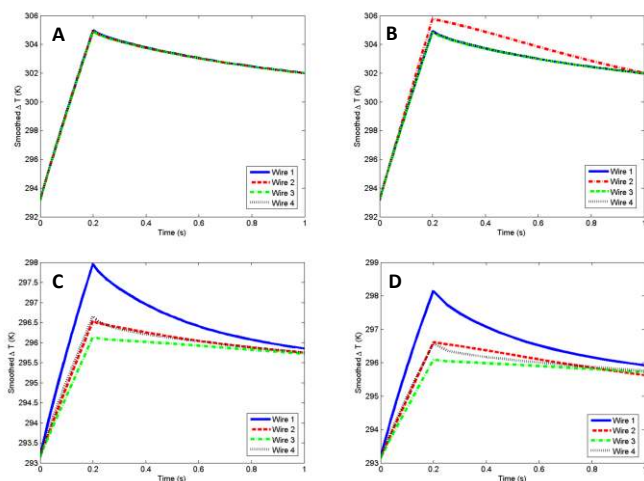 A
306
304
302
300
298
296
294
292
Smoothed Δ T (K)
Wire 1
Wire 2
Wire 3
Wire 4
0
0.2
0.4
0.6
0.8
1
Time (s)
B
306
304
302
300
298
296
294
292
Smoothed Δ T (K)
Wire 1
Wire 2
Wire 3
Wire 4
0
0.2
0.4
0.6
0.8
1
Time (s)
C
298
297.5
297
296.5
296
295.5
295
294.5
294
293.5
293
Smoothed Δ T (K)
Wire 1
Wire 2
Wire 3
Wire 4
0
0.2
0.4
0.6
0.8
1
Time (s)
D
298
297
296
295
294
293
Smoothed Δ T (K)
Wire 1
Wire 2
Wire 3
Wire 4
0
0.2
0.4
0.6
0.8
Time (s)